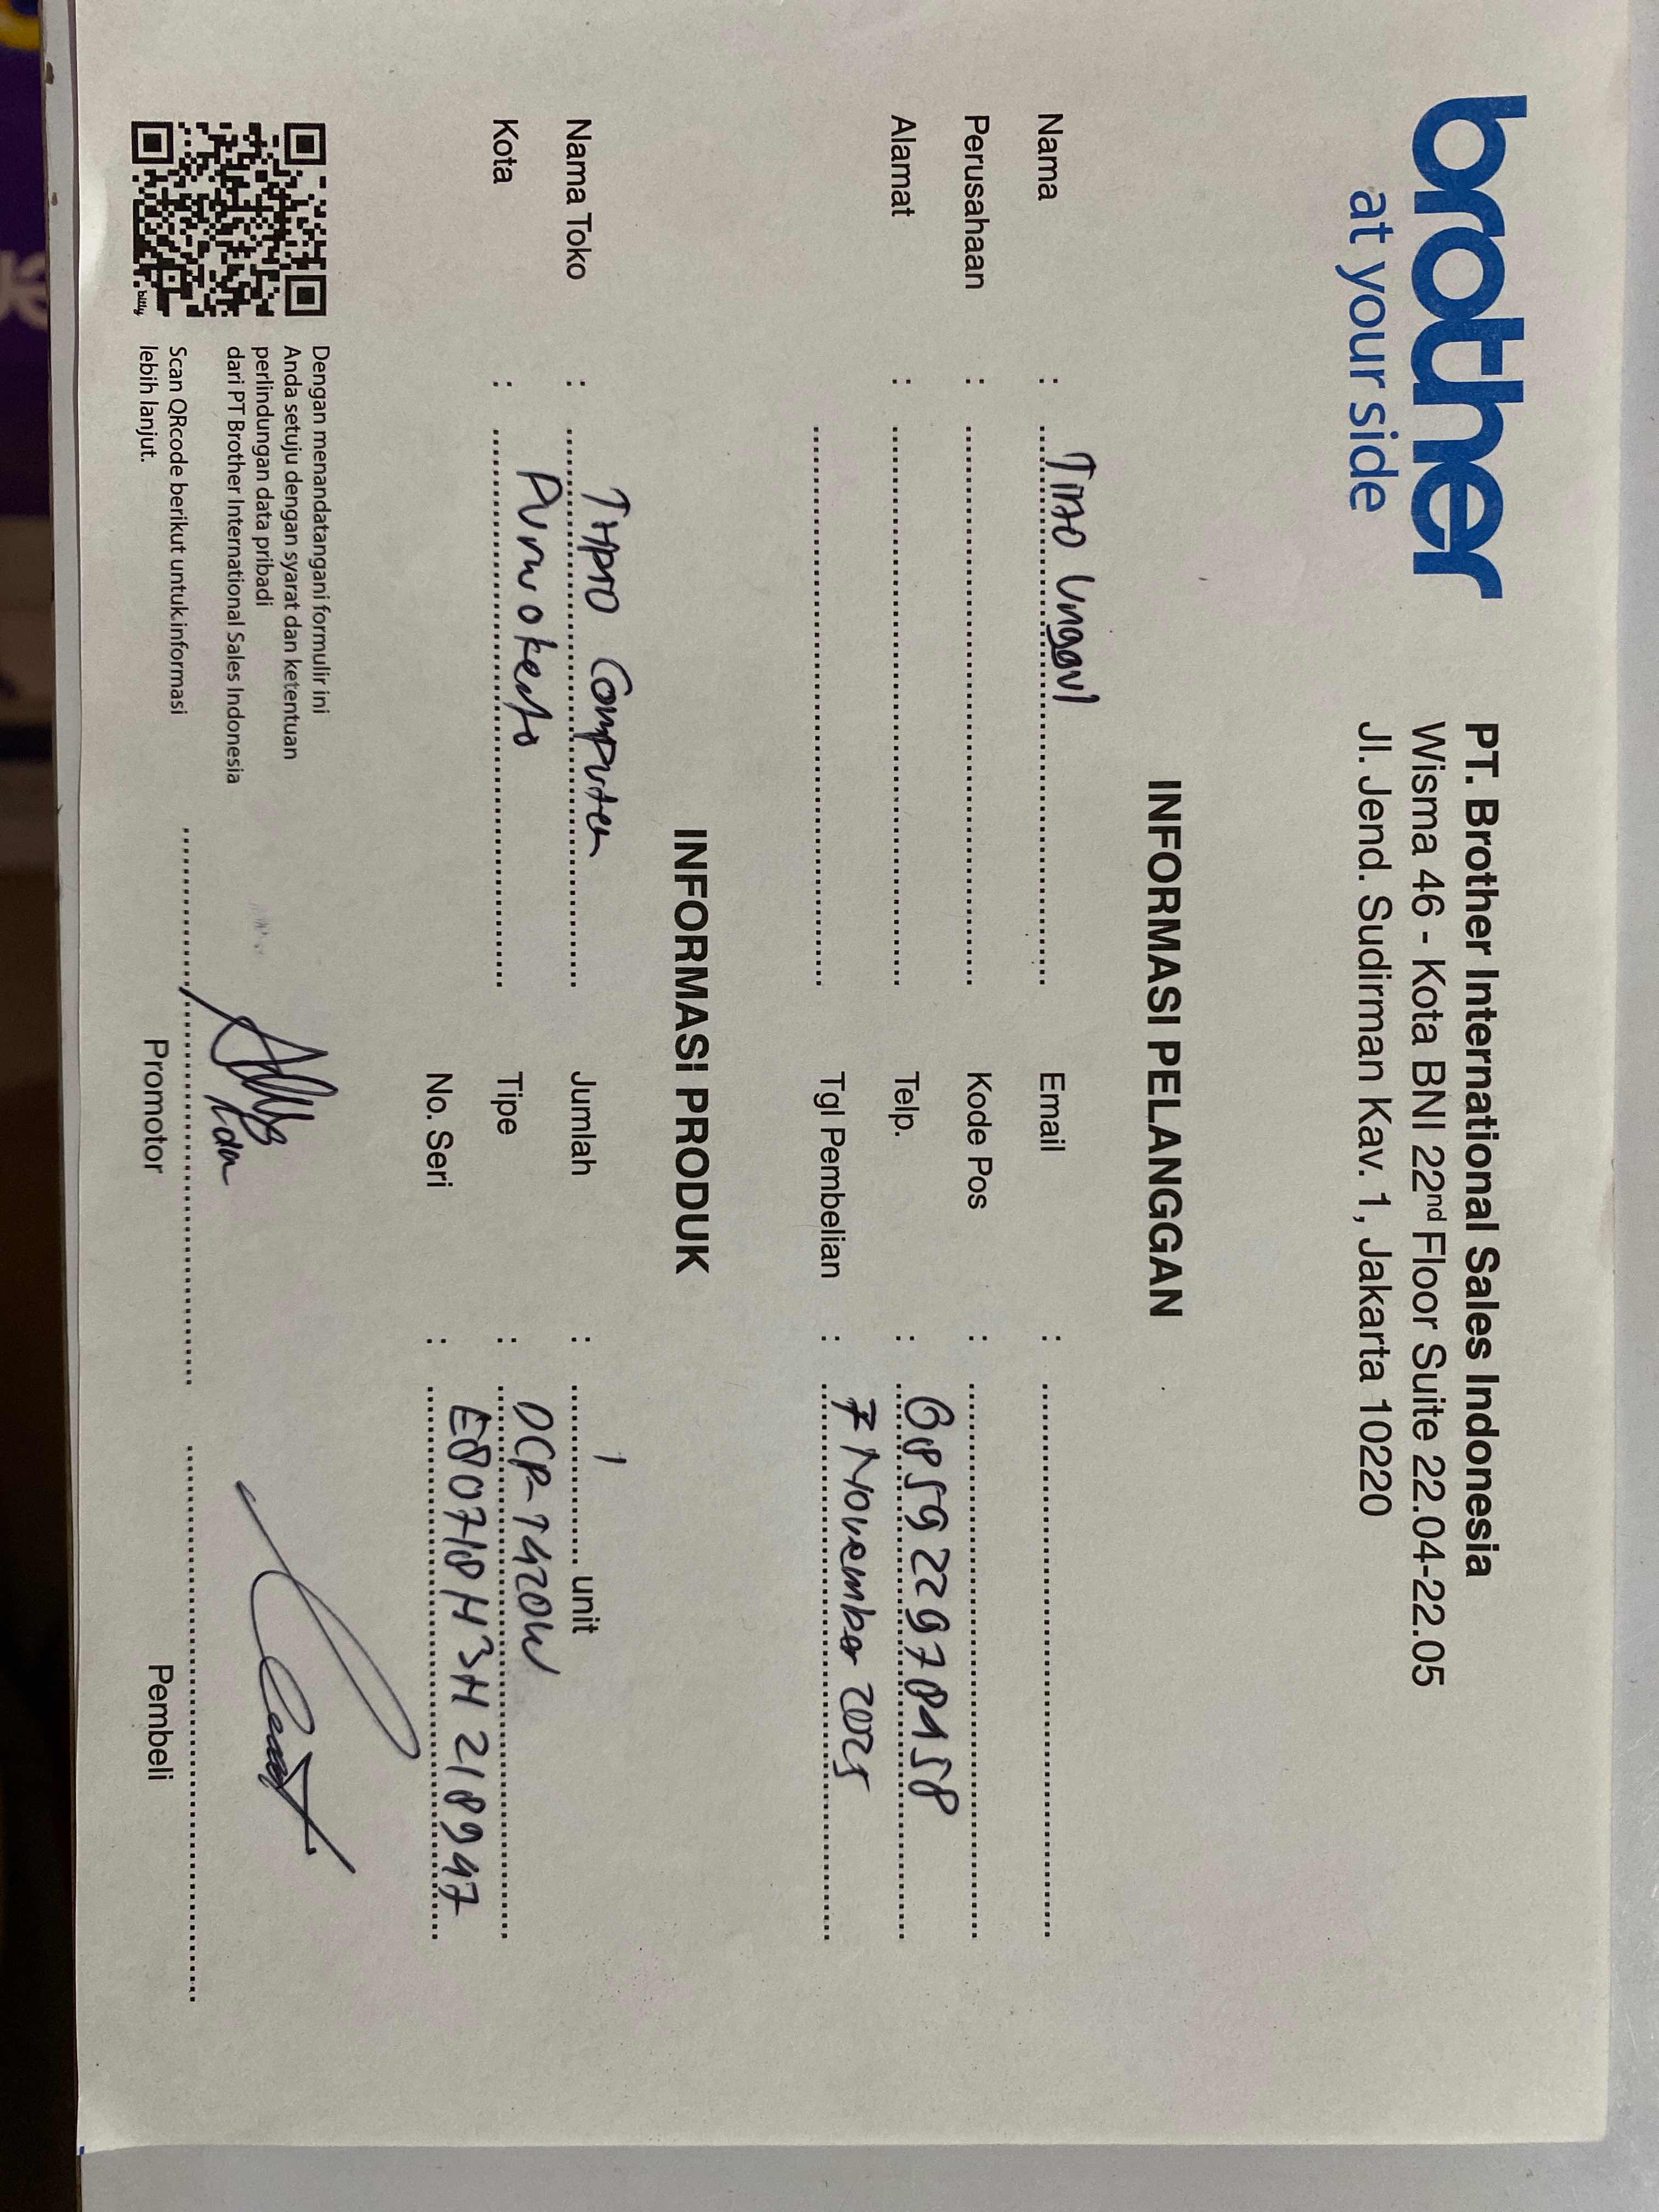 brother
at your side
PT. Brother International Sales Indonesia
Wisma 46 - Kota BNI 22nd Floor Suite 22.04-22.05
Jl. Jend. Sudirman Kav. 1, Jakarta 10220
INFORMASI PELANGGAN
Nama : Tirto Unggul Email :
Perusahaan : Kode Pos :
Alamat : Telp. : 085922970458
Tgl Pembelian : 7 November 2025
INFORMASI PRODUK
Nama Toko : Computer Jumlah : 1 unit
Kota : Purwokerto Tipe : DCP-T420W
No. Seri : E80718H3H218947
Dengan menandatangani formulir ini
Anda setuju dengan syarat dan ketentuan
perlindungan data pribadi
dari PT Brother International Sales Indonesia
Scan QRcode berikut untuk informasi
lebih lanjut.
bitly
Promotor Pembeli